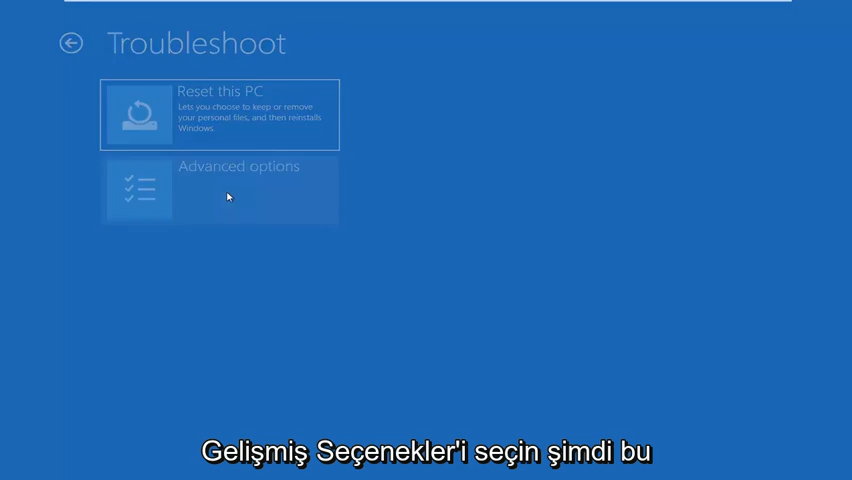 Troubleshoot
Reset this PC
Lets you choose to keep or remove
your personal files, and then reinstalls
Windows.
Advanced options
Gelişmiş Seçenekler'i seçin şimdi bu